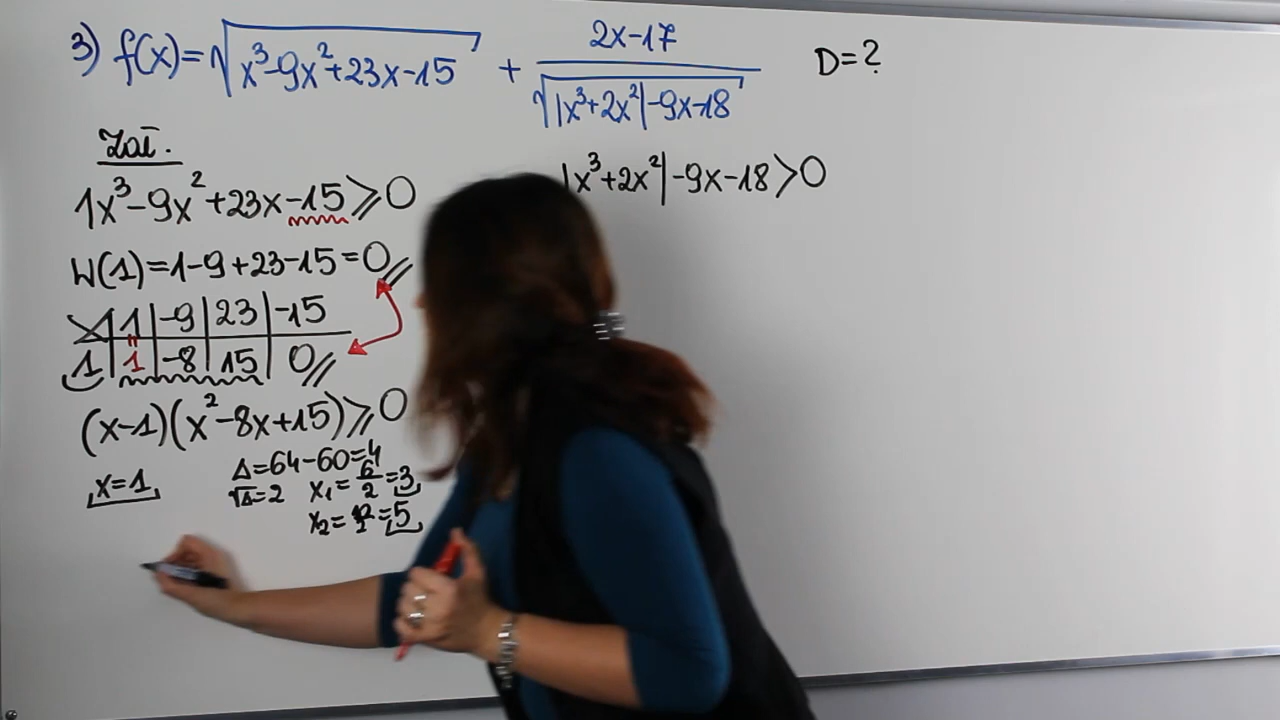 3) f(x)=√(x³-9x²+23x-15) + (2x-17)/√(|x³+2x²|-9x-18) D=?
Zał.
1x³-9x²+23x-15⩾0
|x³+2x²|-9x-18>0
W(1)=1-9+23-15=0
1 | -9 | 23 | -15
1 | 1 | -8 | 15 | 0
(x-1)(x²-8x+15)⩾0
x=1
Δ=64-60=4
√Δ=2
x₁=6/2=3
x₂=10/2=5